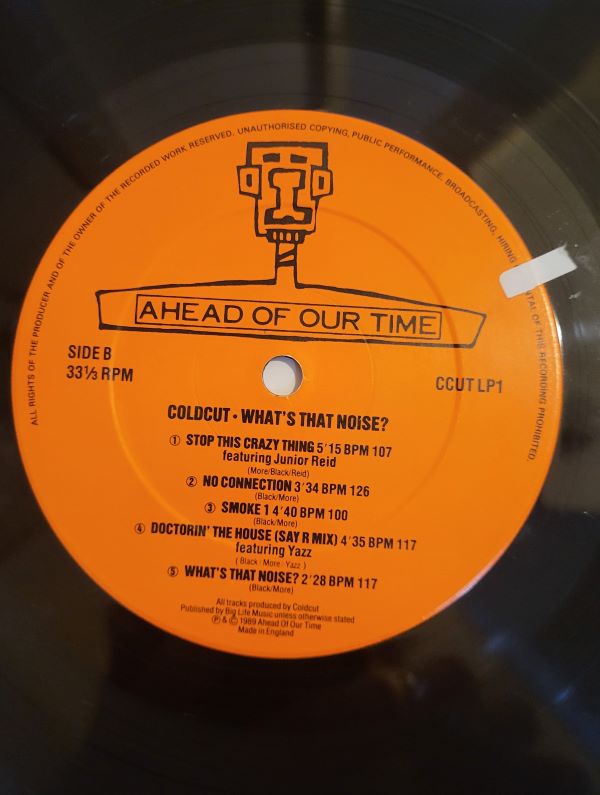 ALL RIGHTS OF THE PRODUCER AND OF THE OWNER OF THE RECORDED WORK RESERVED. UNAUTHORISED COPYING, PUBLIC PERFORMANCE, BROADCASTING, HIRING OF THIS RECORDING PROHIBITED.
AHEAD OF OUR TIME
SIDE B
33⅓ RPM
CCUT LP1
COLDCUT · WHAT'S THAT NOISE?
① STOP THIS CRAZY THING 5'15 BPM 107
featuring Junior Reid
(More/Black/Reid)
② NO CONNECTION 3'34 BPM 126
(Black/More)
③ SMOKE 1 4'40 BPM 100
(Black/More)
④ DOCTORIN' THE HOUSE (SAY R MIX) 4'35 BPM 117
featuring Yazz
(Black · More · Yazz)
⑤ WHAT'S THAT NOISE? 2'28 BPM 117
(Black/More)
All tracks produced by Coldcut
Published by Big Life Music unless otherwise stated
Ⓟ & © 1989 Ahead Of Our Time
Made in England